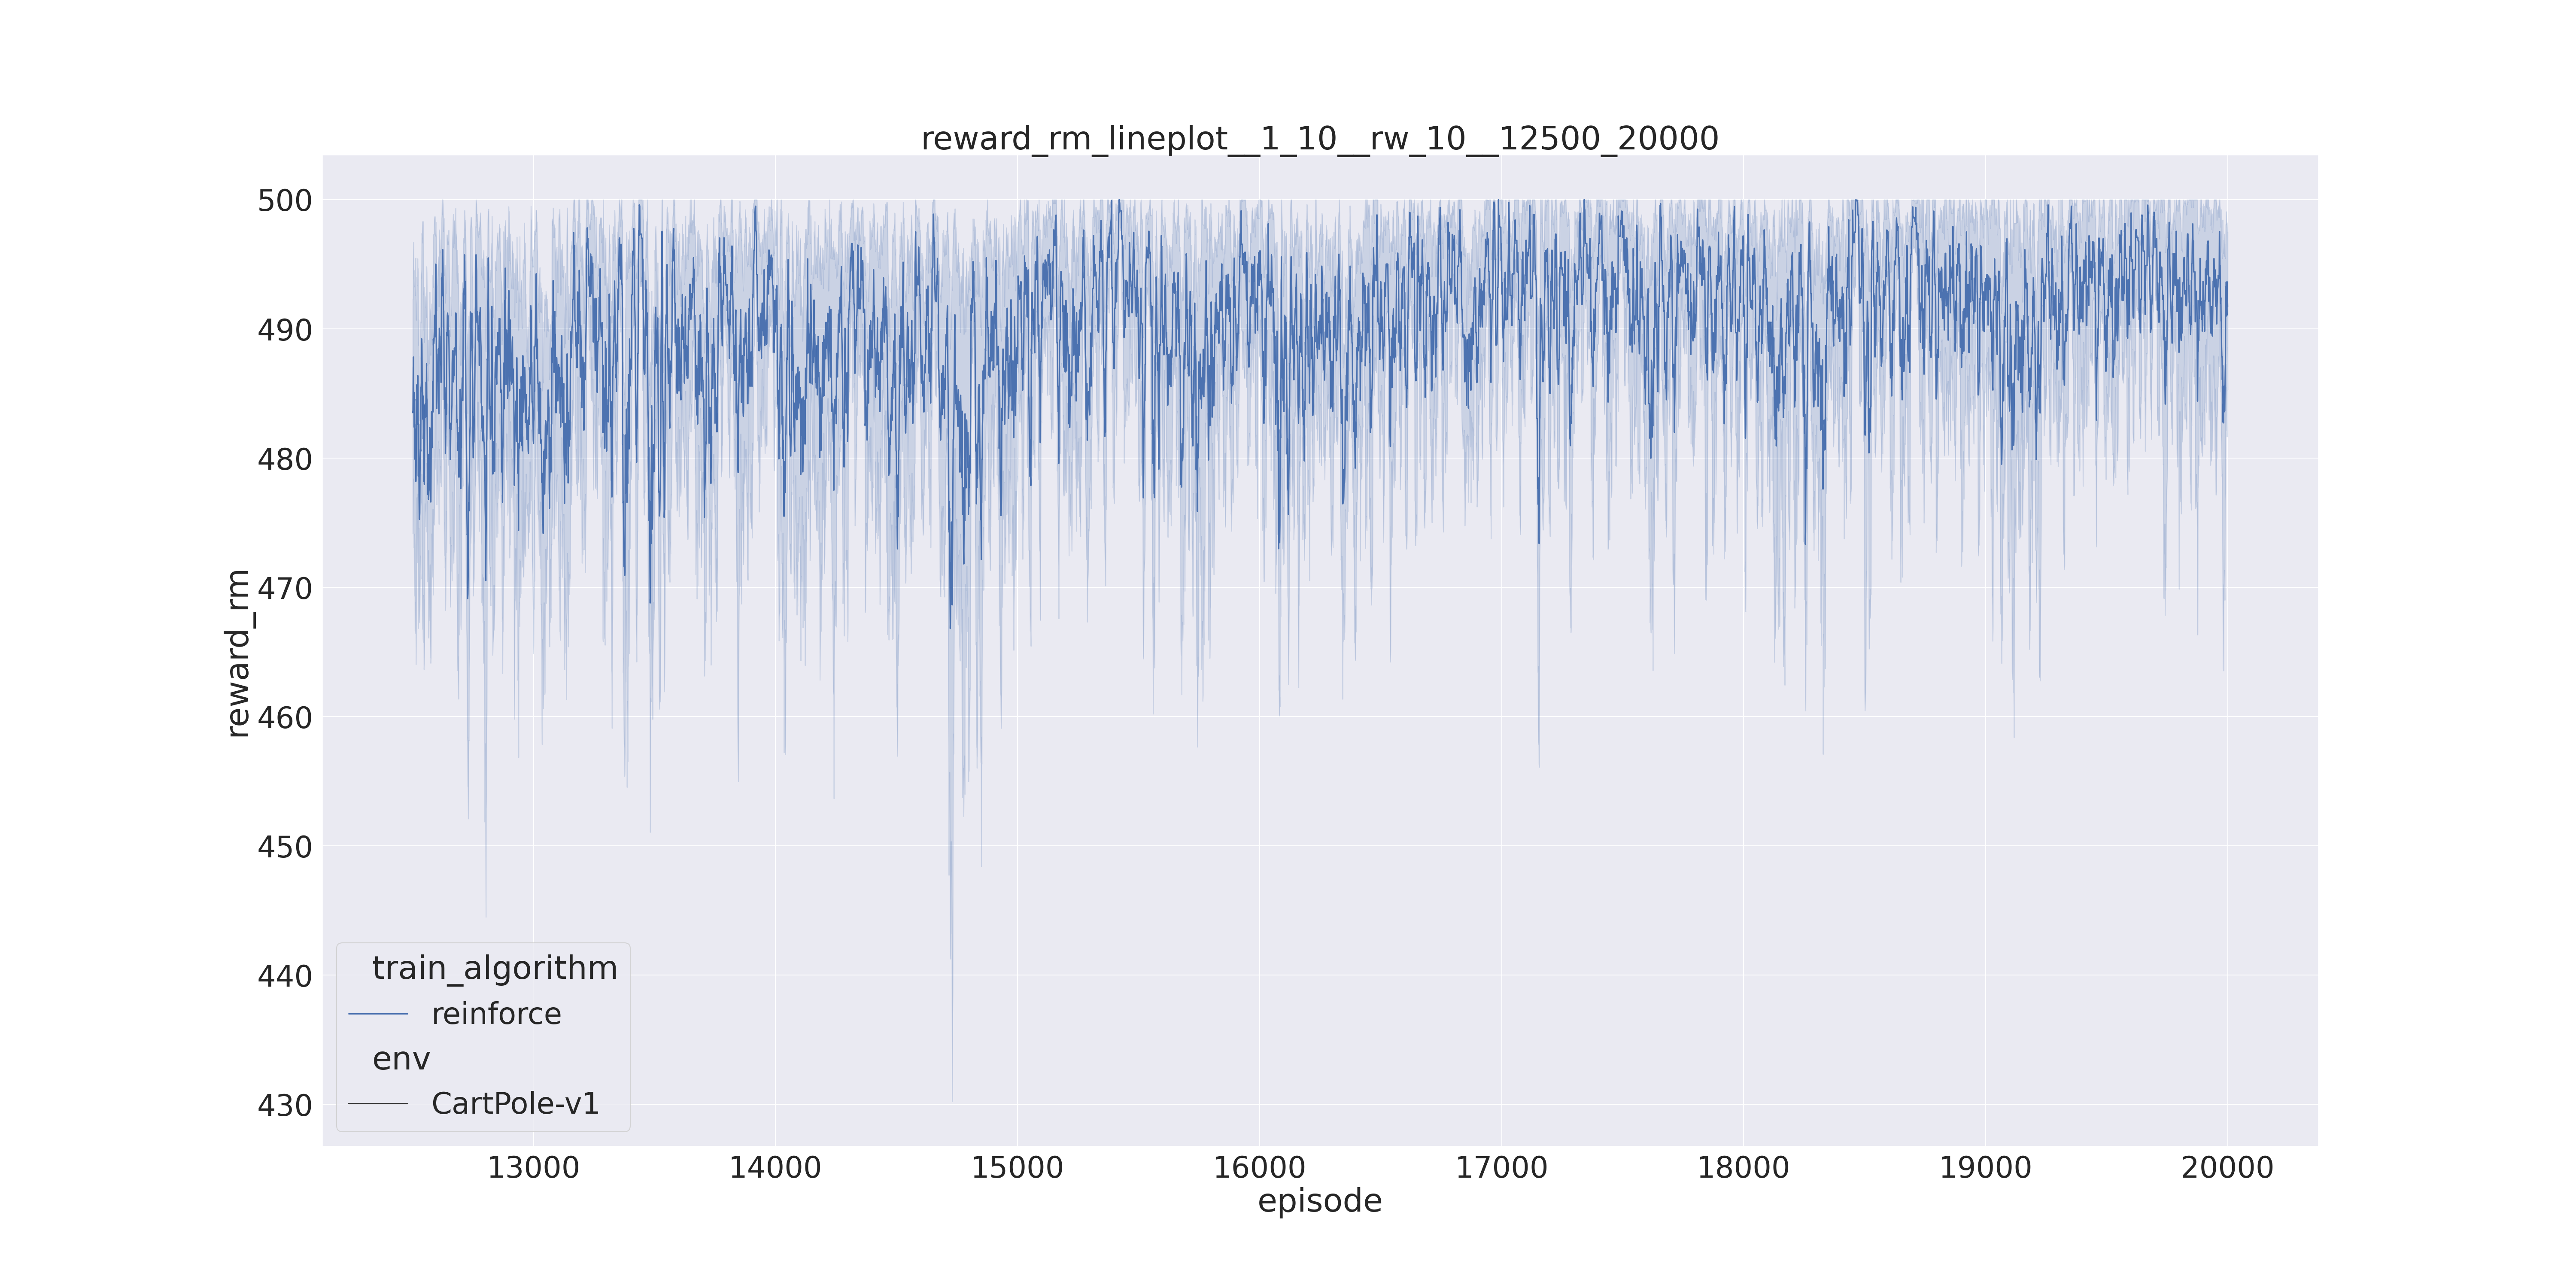 reward_rm_lineplot__1_10__rw_10__12500_20000
500
490
480
470
460
450
440
430
reward_rm
train_algorithm
reinforce
env
CartPole-v1
13000 14000 15000 16000 17000 18000 19000 20000
episode